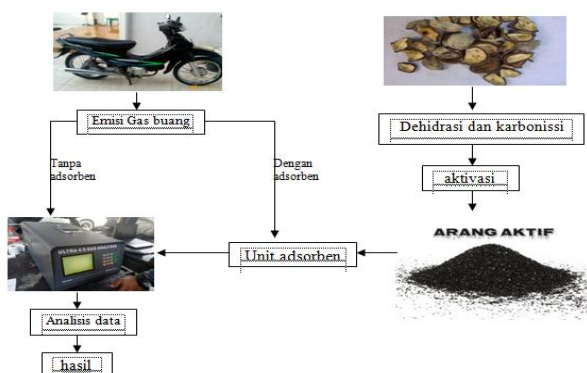 Emisi Gas buang
Tanpa
adsorben
Dengan
adsorben
Dehidrasi dan karbonissi
aktivasi
ARANG AKTIF
Unit adsorben
Analisis data
hasil